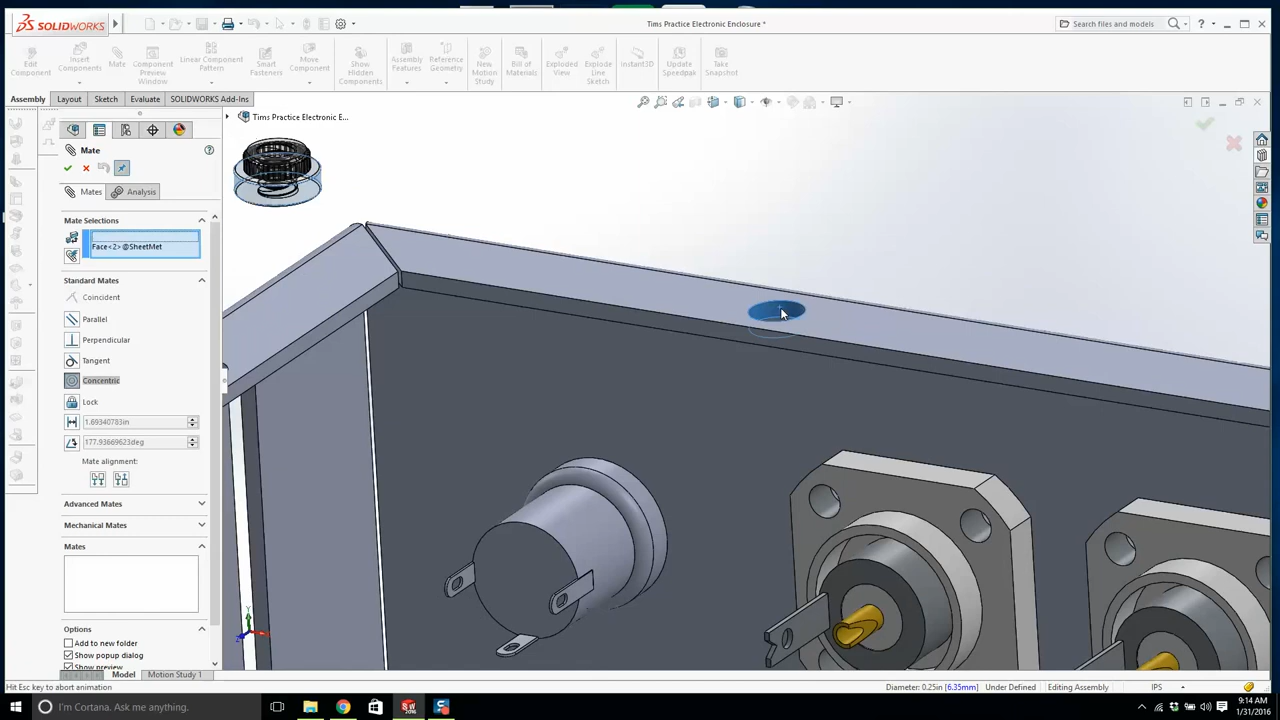 SOLIDWORKS
Tims Practice Electronic Enclosure *
Search files and models
?
Edit Component
Insert Components
Mate
Component Preview Window
Linear Component Pattern
Smart Fasteners
Move Component
Show Hidden Components
Assembly Features
Reference Geometry
New Motion Study
Bill of Materials
Exploded View
Explode Line Sketch
Instant3D
Update Speedpak
Take Snapshot
Assembly
Layout
Sketch
Evaluate
SOLIDWORKS Add-Ins
Tims Practice Electronic E...
Mate
?
Mates
Analysis
Mate Selections
Face<2>@SheetMet
Standard Mates
Coincident
Parallel
Perpendicular
Tangent
Concentric
Lock
1.69340783in
177.93669623deg
Mate alignment:
Advanced Mates
Mechanical Mates
Mates
Options
Add to new folder
Show popup dialog
Show preview
Y
Z
Model
Motion Study 1
Hit Esc key to abort animation
Diameter: 0.25in [6.35mm]
Under Defined
Editing Assembly
IPS
I'm Cortana. Ask me anything.
SW
2016
S
9:14 AM
1/31/2016